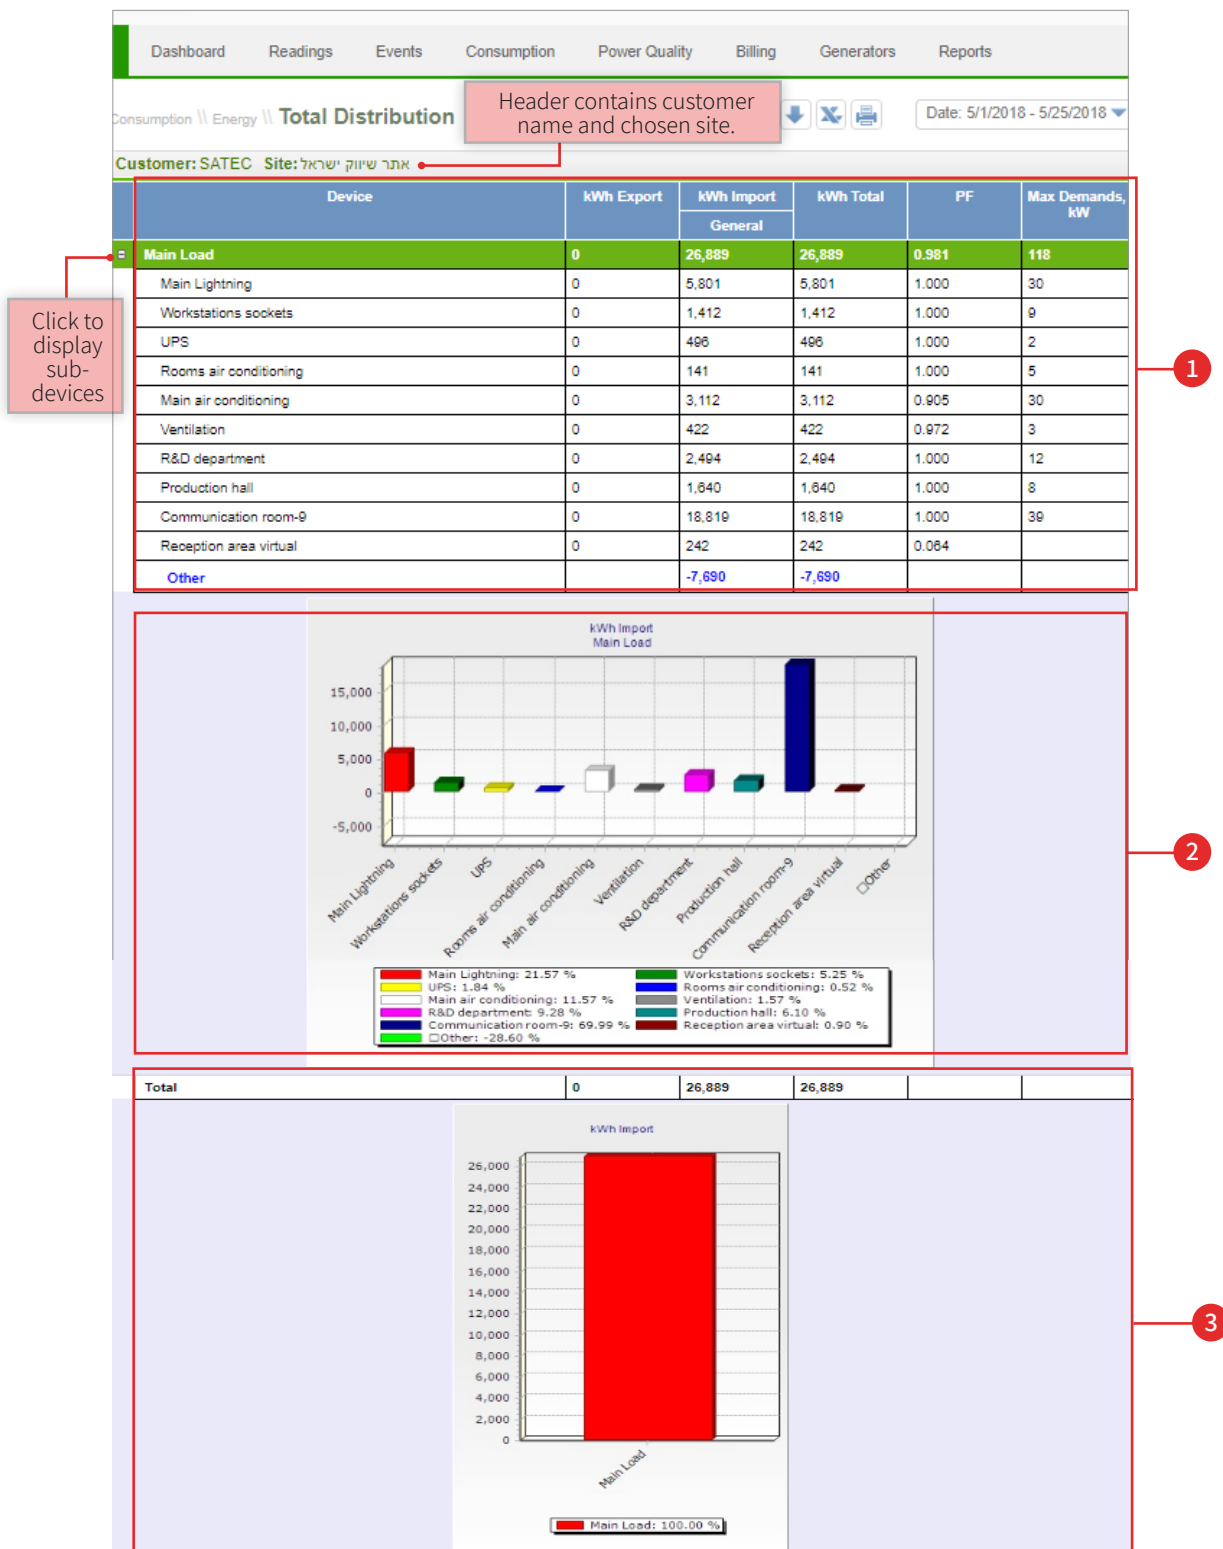 Dashboard Readings Events Consumption Power Quality Billing Generators Reports
Consumption \\ Energy \\ Total Distribution
Header contains customer
name and chosen site.
Date: 5/1/2018 - 5/25/2018
Customer: SATEC Site: אתר שיווק ישראל
Device kWh Export kWh Import kWh Total PF Max Demands,
kW
General
Main Load 0 26,889 26,889 0.981 118
Main Lightning 0 5,801 5,801 1.000 30
Workstations sockets 0 1,412 1,412 1.000 9
UPS 0 496 496 1.000 2
Rooms air conditioning 0 141 141 1.000 5
Main air conditioning 0 3,112 3,112 0.905 30
Ventilation 0 422 422 0.972 3
R&D department 0 2,494 2,494 1.000 12
Production hall 0 1,640 1,640 1.000 8
Communication room-9 0 18,819 18,819 1.000 39
Reception area virtual 0 242 242 0.064
Other -7,690 -7,690
Click to
display
sub-
devices
1
kWh Import
Main Load
15,000
10,000
5,000
0
-5,000
Main Lightning
Workstations sockets
UPS
Rooms air conditioning
Main air conditioning
Ventilation
R&D department
Production hall
Communication room-9
Reception area virtual
□Other
2
Main Lightning: 21.57 % Workstations sockets: 5.25 %
UPS: 1.84 % Rooms air conditioning: 0.52 %
Main air conditioning: 11.57 % Ventilation: 1.57 %
R&D department: 9.28 % Production hall: 6.10 %
Communication room-9: 69.99 % Reception area virtual: 0.90 %
□Other: -28.60 %
Total 0 26,889 26,889
kWh Import
26,000
24,000
22,000
20,000
18,000
16,000
14,000
12,000
10,000
8,000
6,000
4,000
2,000
0
Main Load
Main Load: 100.00 %
3